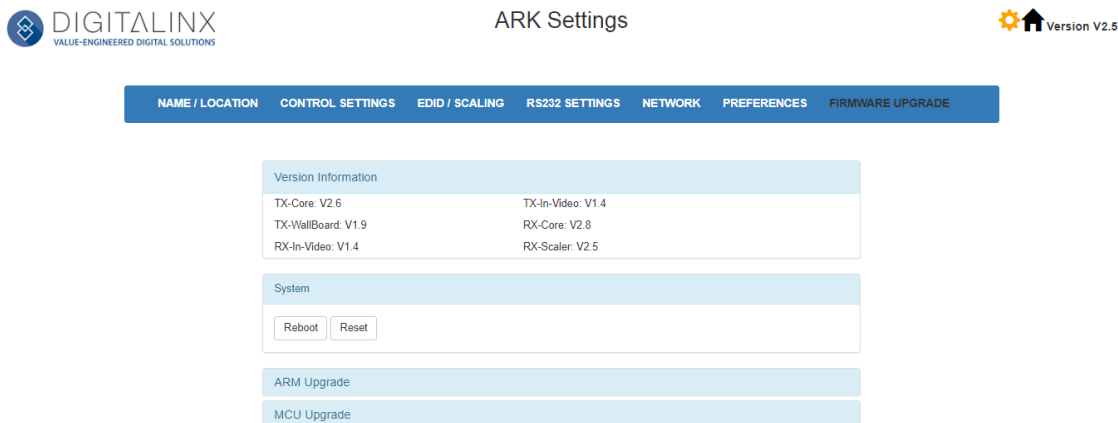 DIGITALINX
VALUE-ENGINEERED DIGITAL SOLUTIONS
ARK Settings
Version V2.5
NAME / LOCATION CONTROL SETTINGS EDID / SCALING RS232 SETTINGS NETWORK PREFERENCES FIRMWARE UPGRADE
Version Information
TX-Core: V2.6 TX-In-Video: V1.4
TX-WallBoard: V1.9 RX-Core: V2.8
RX-In-Video: V1.4 RX-Scaler: V2.5
System
Reboot Reset
ARM Upgrade
MCU Upgrade